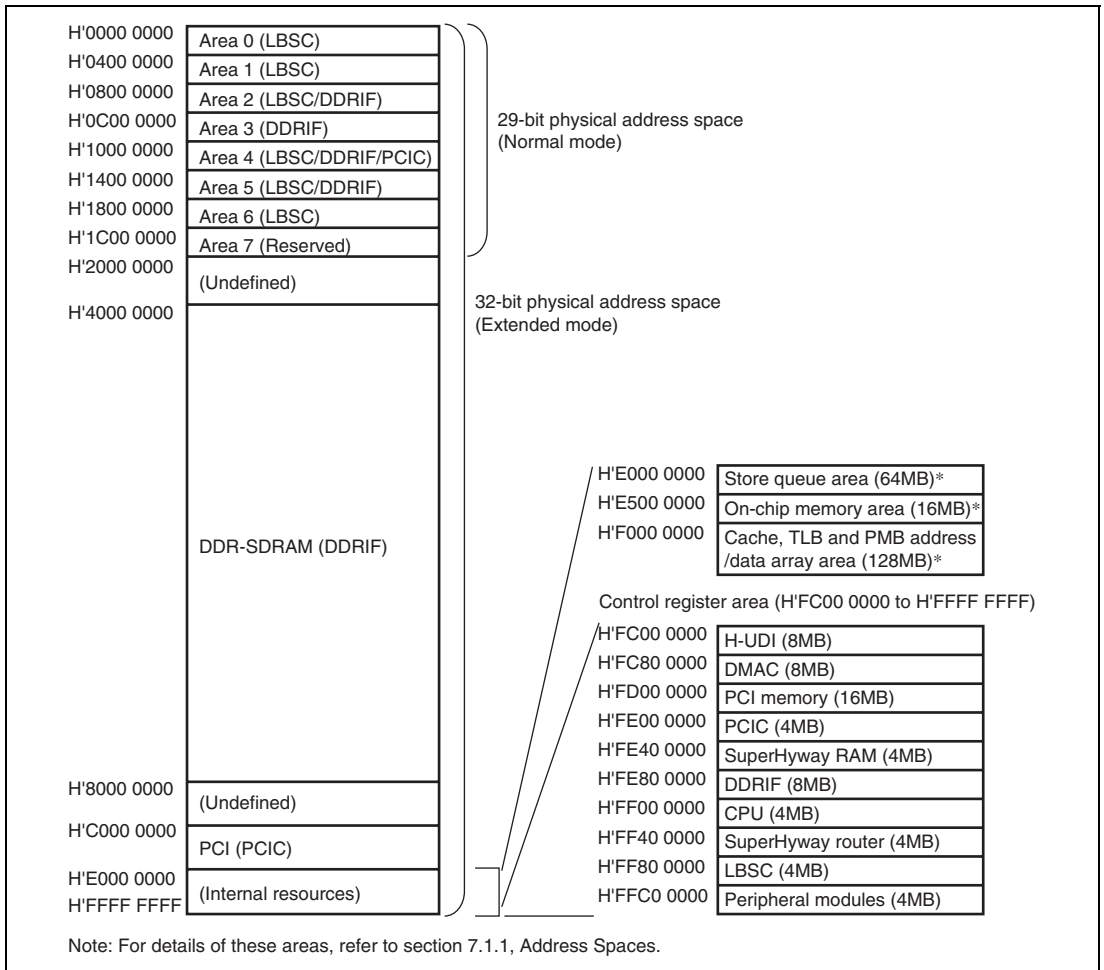 H'0000 0000 Area 0 (LBSC)
H'0400 0000 Area 1 (LBSC)
H'0800 0000 Area 2 (LBSC/DDRIF)
H'0C00 0000 Area 3 (DDRIF)
H'1000 0000 Area 4 (LBSC/DDRIF/PCIC)
H'1400 0000 Area 5 (LBSC/DDRIF)
H'1800 0000 Area 6 (LBSC)
H'1C00 0000 Area 7 (Reserved)
29-bit physical address space
(Normal mode)
H'2000 0000 (Undefined)
32-bit physical address space
(Extended mode)
H'4000 0000
DDR-SDRAM (DDRIF)
H'8000 0000 (Undefined)
H'C000 0000 PCI (PCIC)
H'E000 0000 (Internal resources)
H'FFFF FFFF
H'E000 0000 Store queue area (64MB)*
H'E500 0000 On-chip memory area (16MB)*
H'F000 0000 Cache, TLB and PMB address
/data array area (128MB)*
Control register area (H'FC00 0000 to H'FFFF FFFF)
H'FC00 0000 H-UDI (8MB)
H'FC80 0000 DMAC (8MB)
H'FD00 0000 PCI memory (16MB)
H'FE00 0000 PCIC (4MB)
H'FE40 0000 SuperHyway RAM (4MB)
H'FE80 0000 DDRIF (8MB)
H'FF00 0000 CPU (4MB)
H'FF40 0000 SuperHyway router (4MB)
H'FF80 0000 LBSC (4MB)
H'FFC0 0000 Peripheral modules (4MB)
Note: For details of these areas, refer to section 7.1.1, Address Spaces.